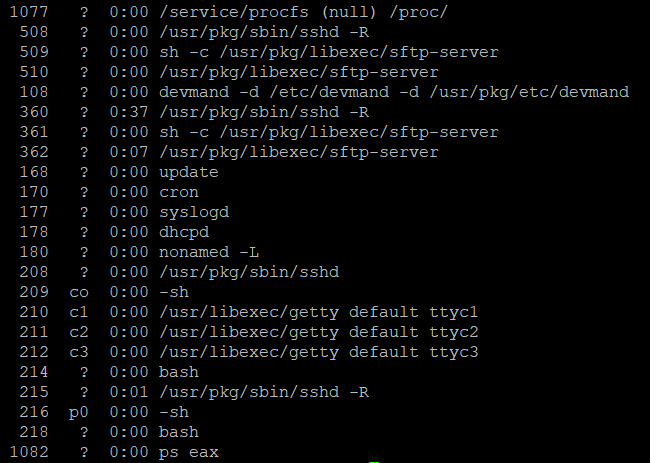 1077 ? 0:00 /service/procfs (null) /proc/
508 ? 0:00 /usr/pkg/sbin/sshd -R
509 ? 0:00 sh -c /usr/pkg/libexec/sftp-server
510 ? 0:00 /usr/pkg/libexec/sftp-server
108 ? 0:00 devmand -d /etc/devmand -d /usr/pkg/etc/devmand
360 ? 0:37 /usr/pkg/sbin/sshd -R
361 ? 0:00 sh -c /usr/pkg/libexec/sftp-server
362 ? 0:07 /usr/pkg/libexec/sftp-server
168 ? 0:00 update
170 ? 0:00 cron
177 ? 0:00 syslogd
178 ? 0:00 dhcpd
180 ? 0:00 nonamed -L
208 ? 0:00 /usr/pkg/sbin/sshd
209 co 0:00 -sh
210 c1 0:00 /usr/libexec/getty default ttyc1
211 c2 0:00 /usr/libexec/getty default ttyc2
212 c3 0:00 /usr/libexec/getty default ttyc3
214 ? 0:00 bash
215 ? 0:01 /usr/pkg/sbin/sshd -R
216 p0 0:00 -sh
218 ? 0:00 bash
1082 ? 0:00 ps eax